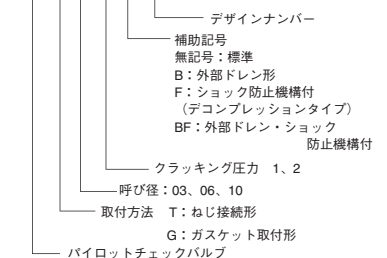 デザインナンバー
補助記号
無記号：標準
B：外部ドレン形
F：ショック防止機構付
（デコンプレッションタイプ）
BF：外部ドレン・ショック
防止機構付
クラッキング圧力　1、2
呼び径：03、06、10
取付方法　T：ねじ接続形
G：ガスケット取付形
パイロットチェックバルブ